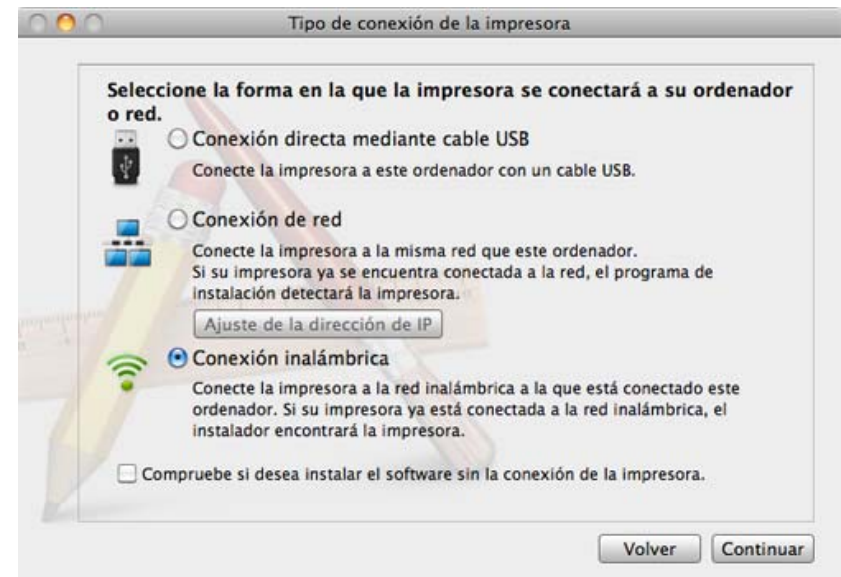 Tipo de conexión de la impresora
Seleccione la forma en la que la impresora se conectará a su ordenador
o red.
Conexión directa mediante cable USB
Conecte la impresora a este ordenador con un cable USB.
Conexión de red
Conecte la impresora a la misma red que este ordenador.
Si su impresora ya se encuentra conectada a la red, el programa de
instalación detectará la impresora.
Ajuste de la dirección de IP
Conexión inalámbrica
Conecte la impresora a la red inalámbrica a la que está conectado este
ordenador. Si su impresora ya está conectada a la red inalámbrica, el
instalador encontrará la impresora.
Compruebe si desea instalar el software sin la conexión de la impresora.
Volver
Continuar